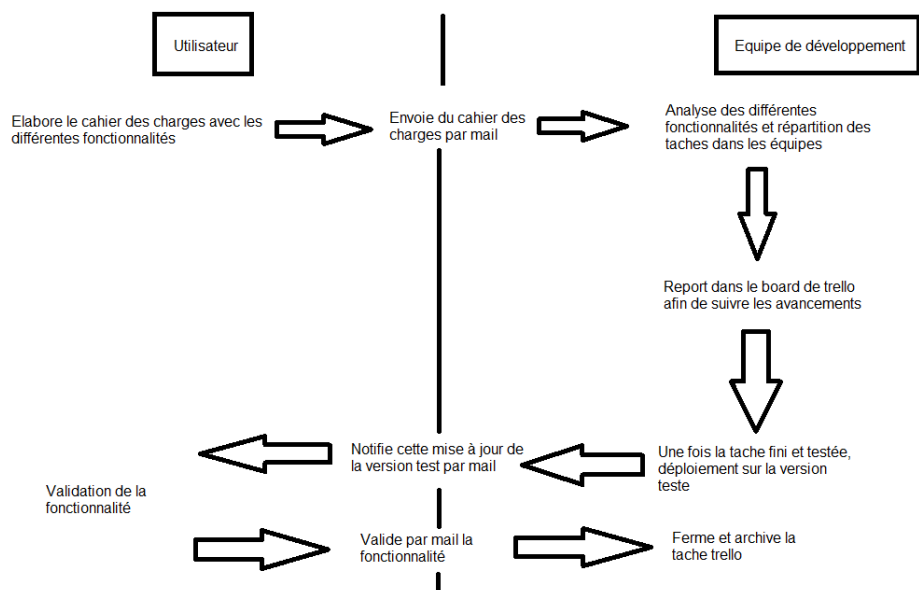 Utilisateur
Equipe de développement
Elabore le cahier des charges avec les
différentes fonctionnalités
Envoie du cahier des
charges par mail
Analyse des différentes
fonctionnalités et répartition des
taches dans les équipes
Report dans le board de trello
afin de suivre les avancements
Une fois la tache fini et testée,
déploiement sur la version
teste
Notifie cette mise à jour de
la version test par mail
Validation de la
fonctionnalité
Valide par mail la
fonctionnalité
Ferme et archive la
tache trello